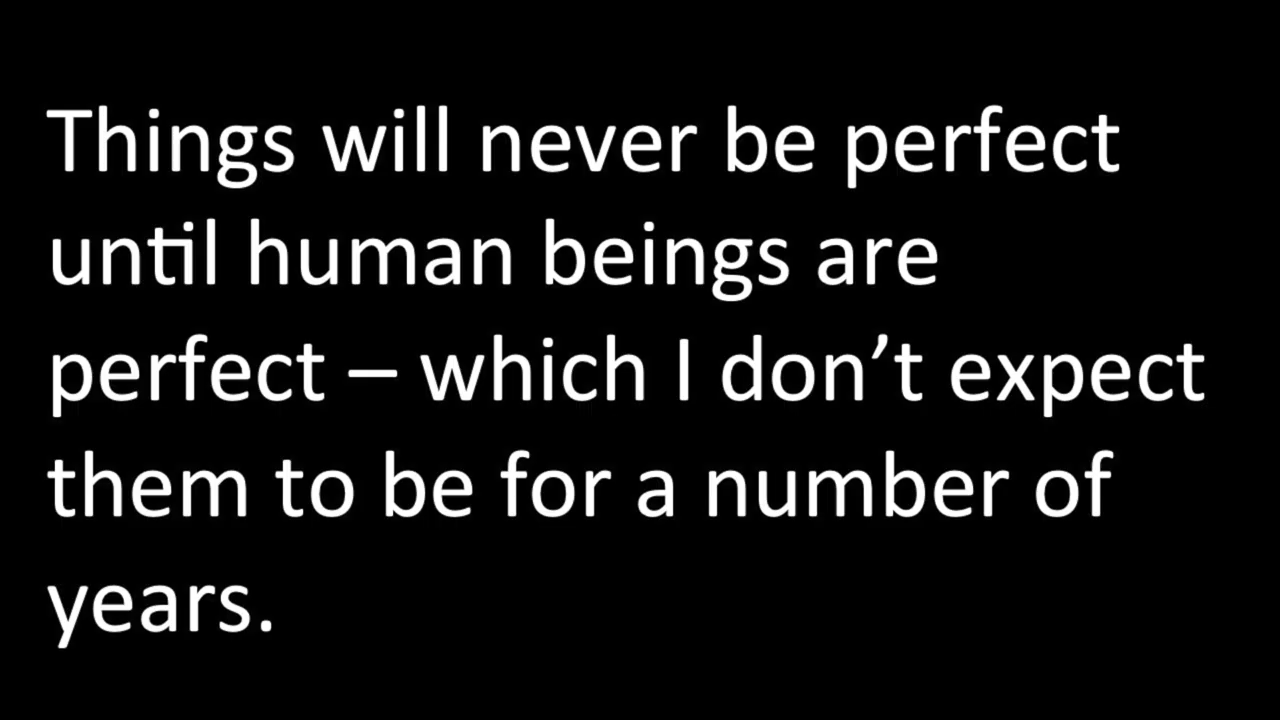 Things will never be perfect
until human beings are
perfect – which I don’t expect
them to be for a number of
years.